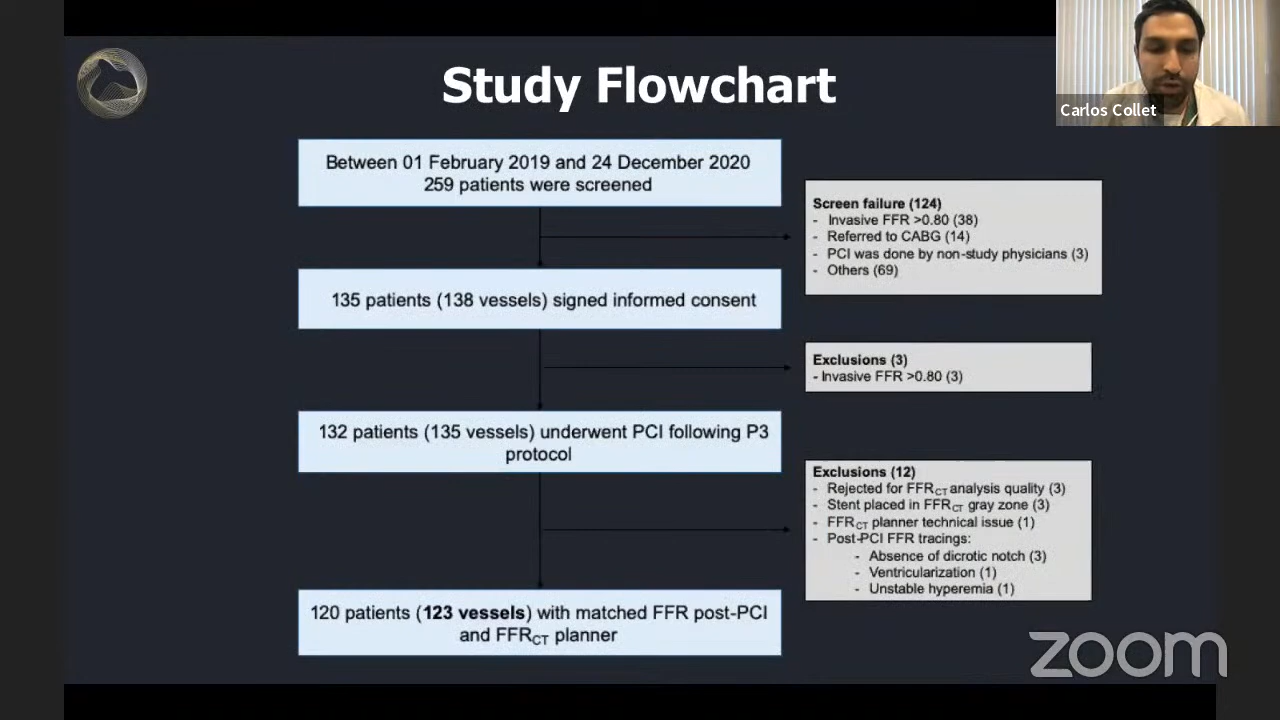 Study Flowchart
Carlos Collet
Between 01 February 2019 and 24 December 2020
259 patients were screened
Screen failure (124)
- Invasive FFR >0.80 (38)
- Referred to CABG (14)
- PCI was done by non-study physicians (3)
- Others (69)
135 patients (138 vessels) signed informed consent
Exclusions (3)
- Invasive FFR >0.80 (3)
132 patients (135 vessels) underwent PCI following P3
protocol
Exclusions (12)
- Rejected for FFRCT analysis quality (3)
- Stent placed in FFRCT gray zone (3)
- FFRCT planner technical issue (1)
- Post-PCI FFR tracings:
- Absence of dicrotic notch (3)
- Ventricularization (1)
- Unstable hyperemia (1)
120 patients (123 vessels) with matched FFR post-PCI
and FFRCT planner
zoom